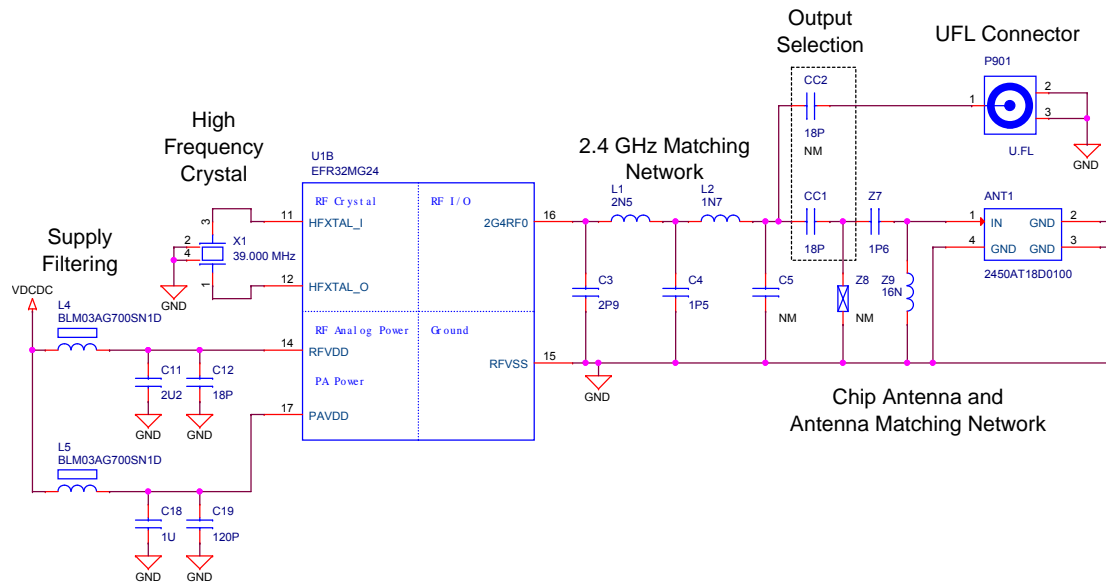 Output
Selection
UFL Connector
P901
CC2
1
2
3
18P
NM
U.FL
GND
High
Frequency
Crystal
U1B
EFR32MG24
2.4 GHz Matching
Network
L1
2N5
L2
1N7
CC1
18P
Z7
1P6
ANT1
RF Crystal
RF I/O
HFXTAL_I
11
2G4RF0
16
3
2
4
1
X1
39.000 MHz
GND
HFXTAL_O
12
1
IN
GND
2
4
GND
GND
3
2450AT18D0100
Supply
Filtering
VDCDC
L4
BLM03AG700SN1D
C3
2P9
C4
1P5
C5
NM
Z8
NM
Z9
16N
RF Analog Power
Ground
RFVDD
14
RFVSS
15
GND
C11
2U2
C12
18P
GND
GND
PA Power
PAVDD
17
Chip Antenna and
Antenna Matching Network
L5
BLM03AG700SN1D
C18
1U
C19
120P
GND
GND